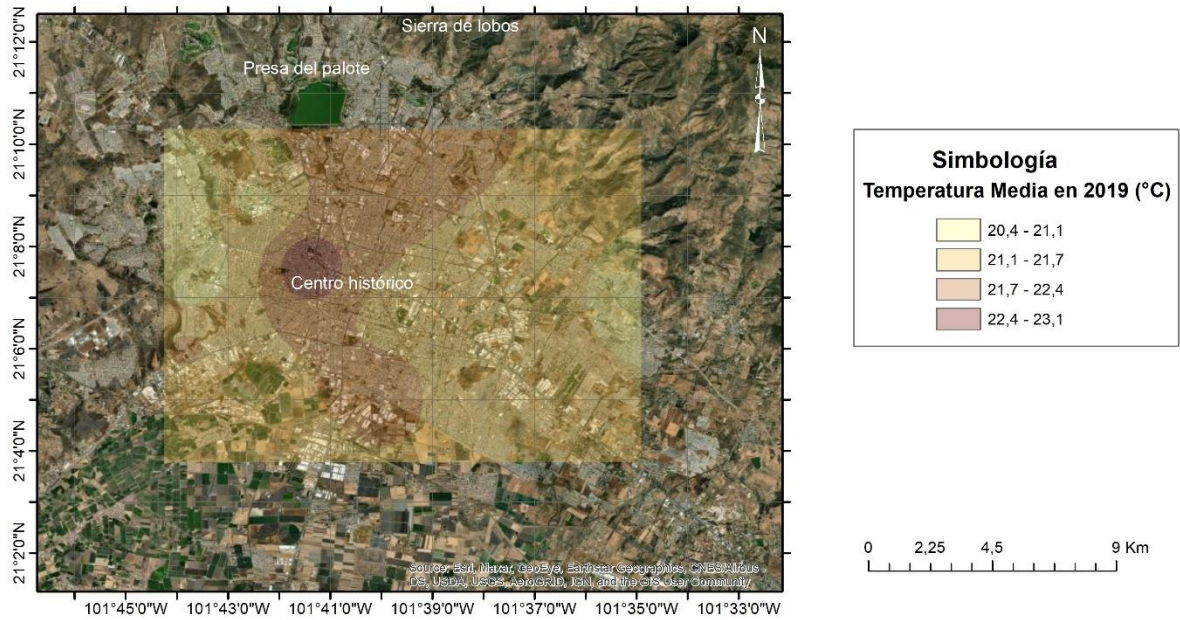 Sierra de lobos
Presa del palote
Centro histórico
N
21°12'0"N
21°10'0"N
21°8'0"N
21°6'0"N
21°4'0"N
21°2'0"N
101°45'0"W
101°43'0"W
101°41'0"W
101°39'0"W
101°37'0"W
101°35'0"W
101°33'0"W
Source: Esri, Maxar, GeoEye, Earthstar Geographics, CNES/Airbus
DS, USDA, USGS, AeroGRID, IGN, and the GIS User Community
Simbología
Temperatura Media en 2019 (°C)
20,4 - 21,1
21,1 - 21,7
21,7 - 22,4
22,4 - 23,1
0 2,25 4,5 9 Km